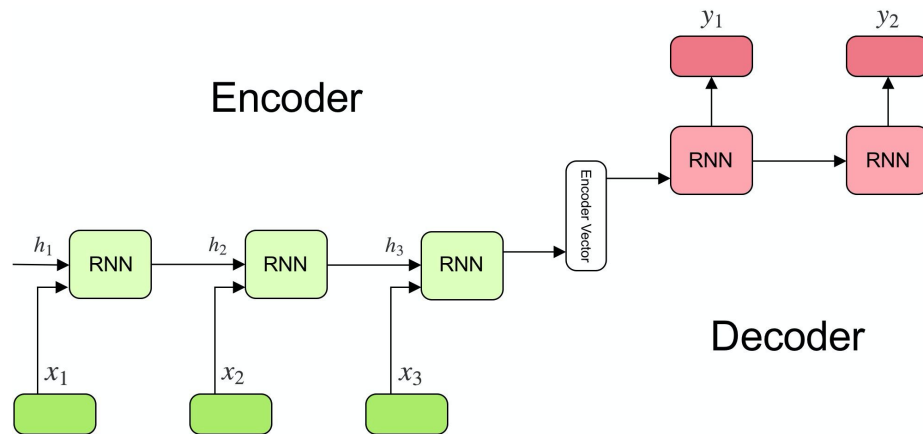 y₁
y₂
Encoder
RNN
RNN
Encoder Vector
h₁
h₂
h₃
RNN
RNN
RNN
Decoder
x₁
x₂
x₃